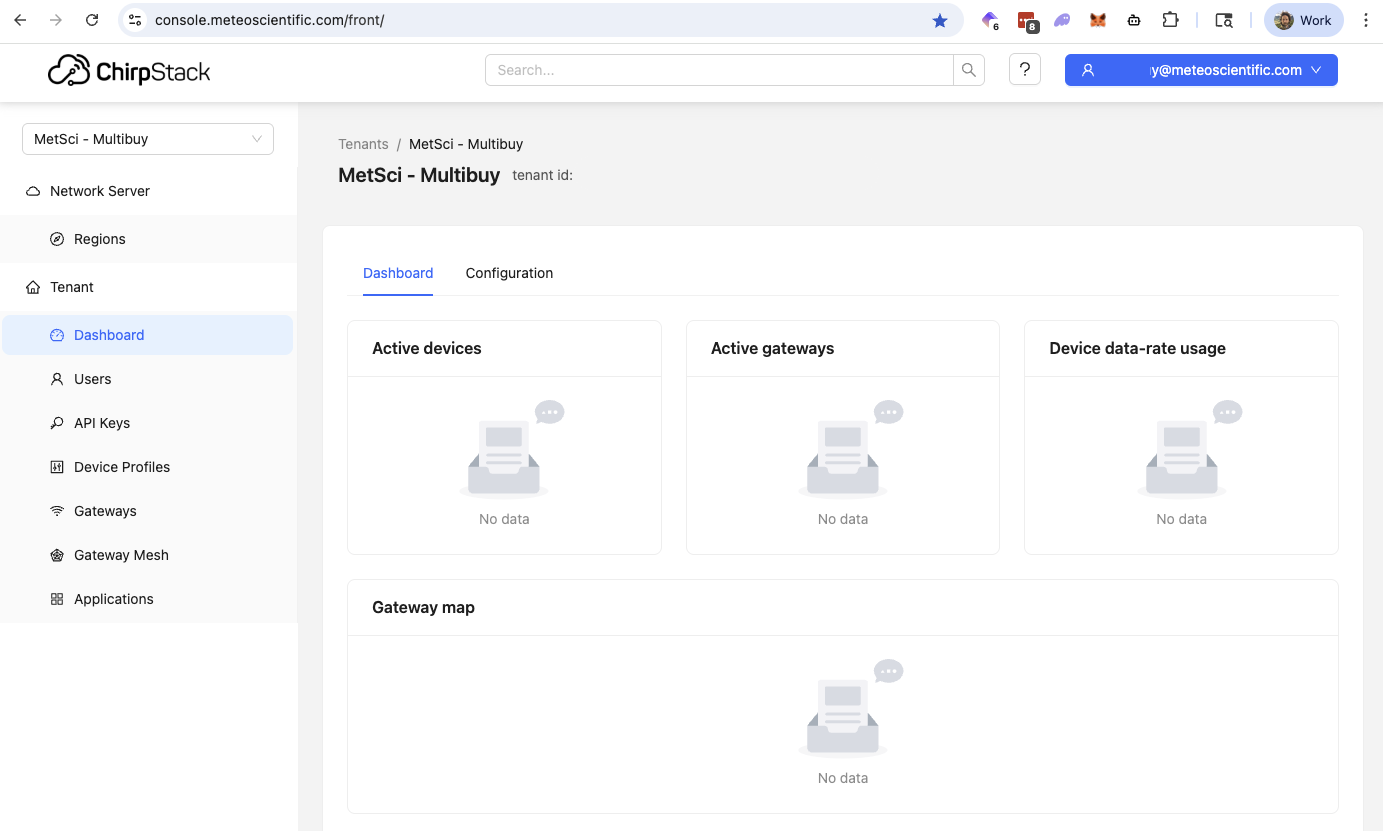 console.meteoscientific.com/front/
6
8
Work
ChirpStack
Search...
?
y@meteoscientific.com
MetSci - Multibuy
Network Server
Regions
Tenant
Dashboard
Users
API Keys
Device Profiles
Gateways
Gateway Mesh
Applications
Tenants / MetSci - Multibuy
MetSci - Multibuy tenant id:
Dashboard Configuration
Active devices
No data
Active gateways
No data
Device data-rate usage
No data
Gateway map
No data